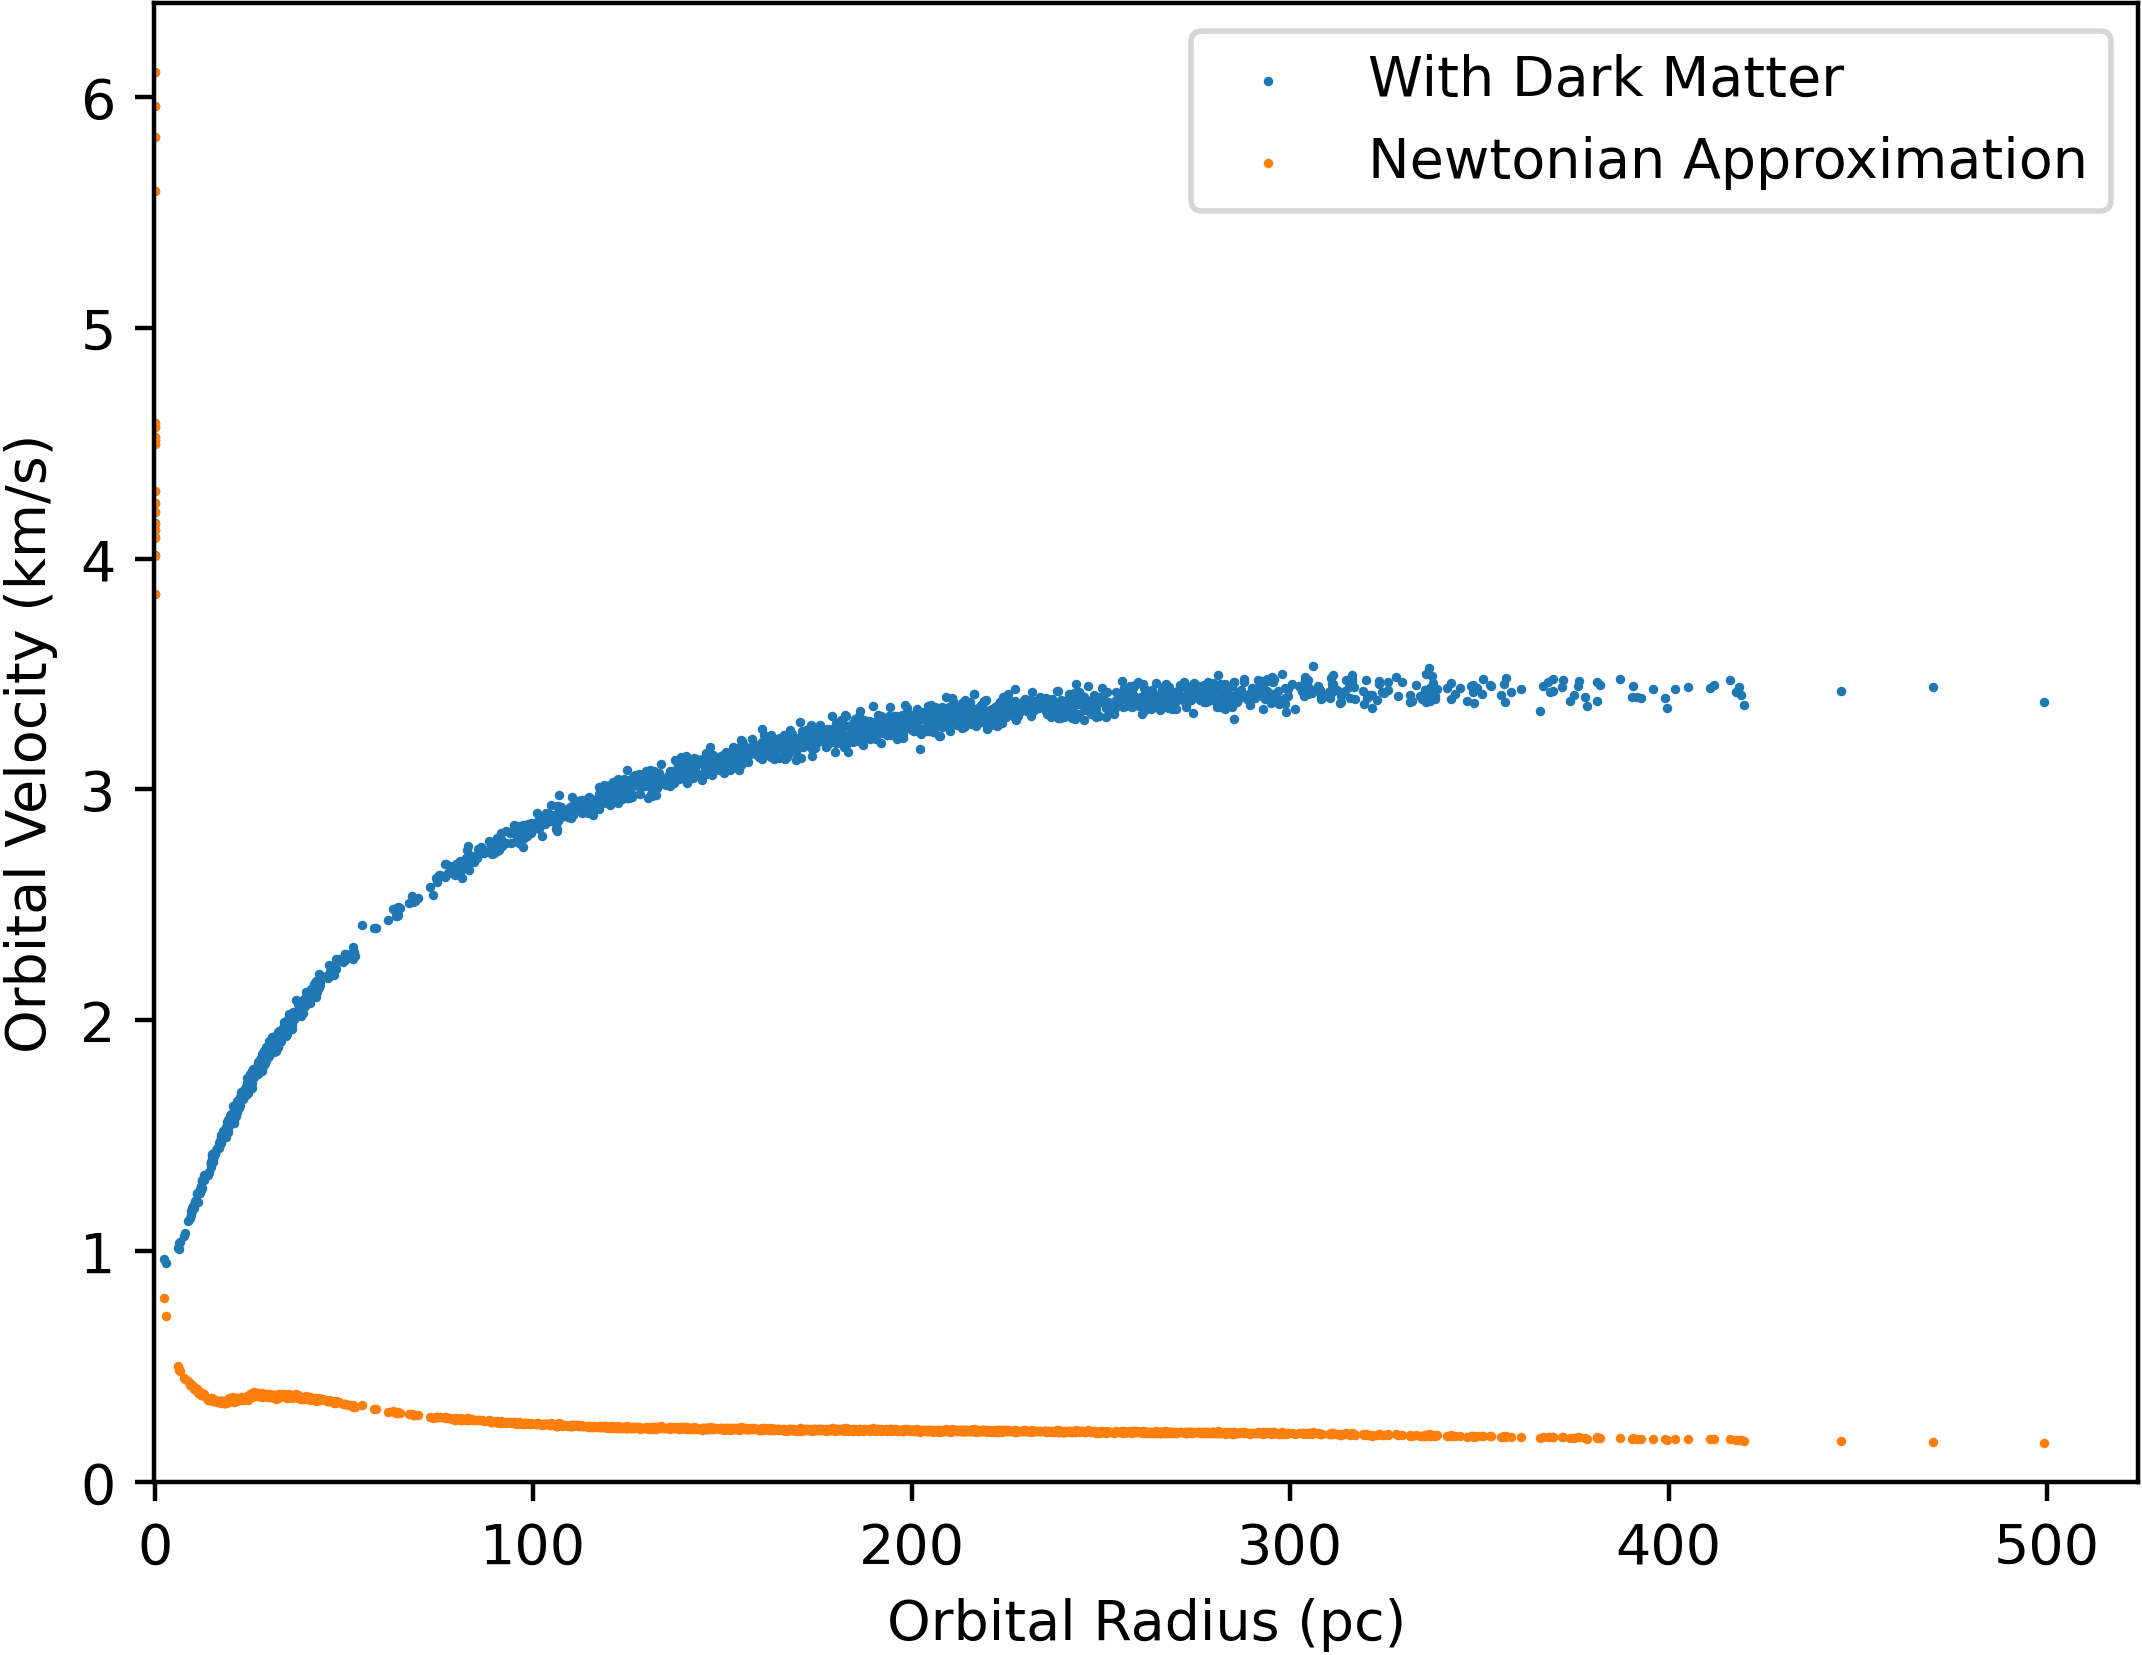 With Dark Matter
Newtonian Approximation
Orbital Velocity (km/s)
6
5
4
3
2
1
0
0 100 200 300 400 500
Orbital Radius (pc)